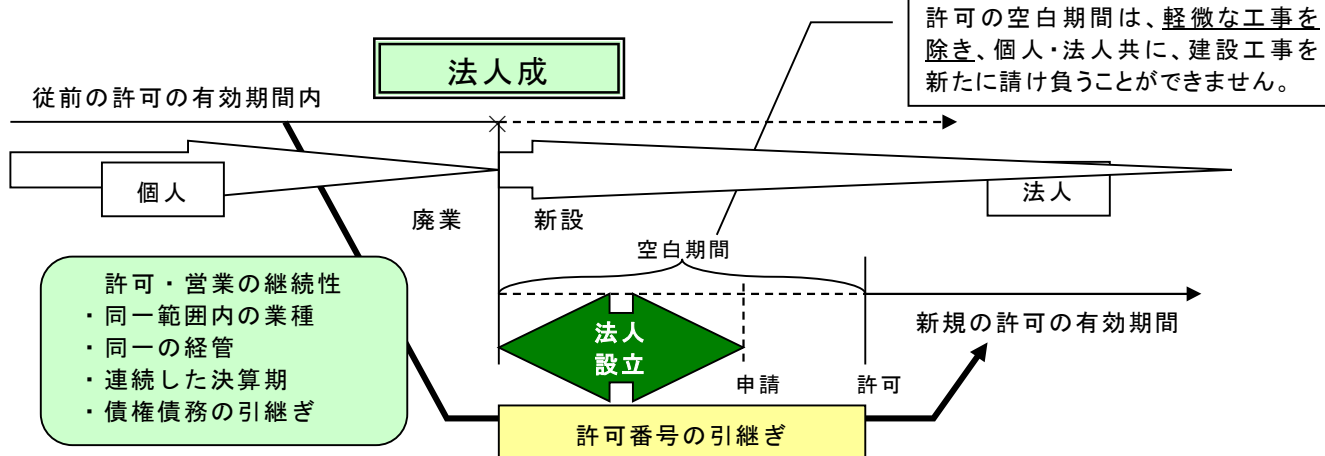 許可の空白期間は、軽微な工事を
除き、個人・法人共に、建設工事を
新たに請け負うことができません。
法人成
従前の許可の有効期間内
個人
法人
廃業
新設
空白期間
許可・営業の継続性
・同一範囲内の業種
・同一の経管
・連続した決算期
・債権債務の引継ぎ
法人
設立
新規の許可の有効期間
申請
許可
許可番号の引継ぎ